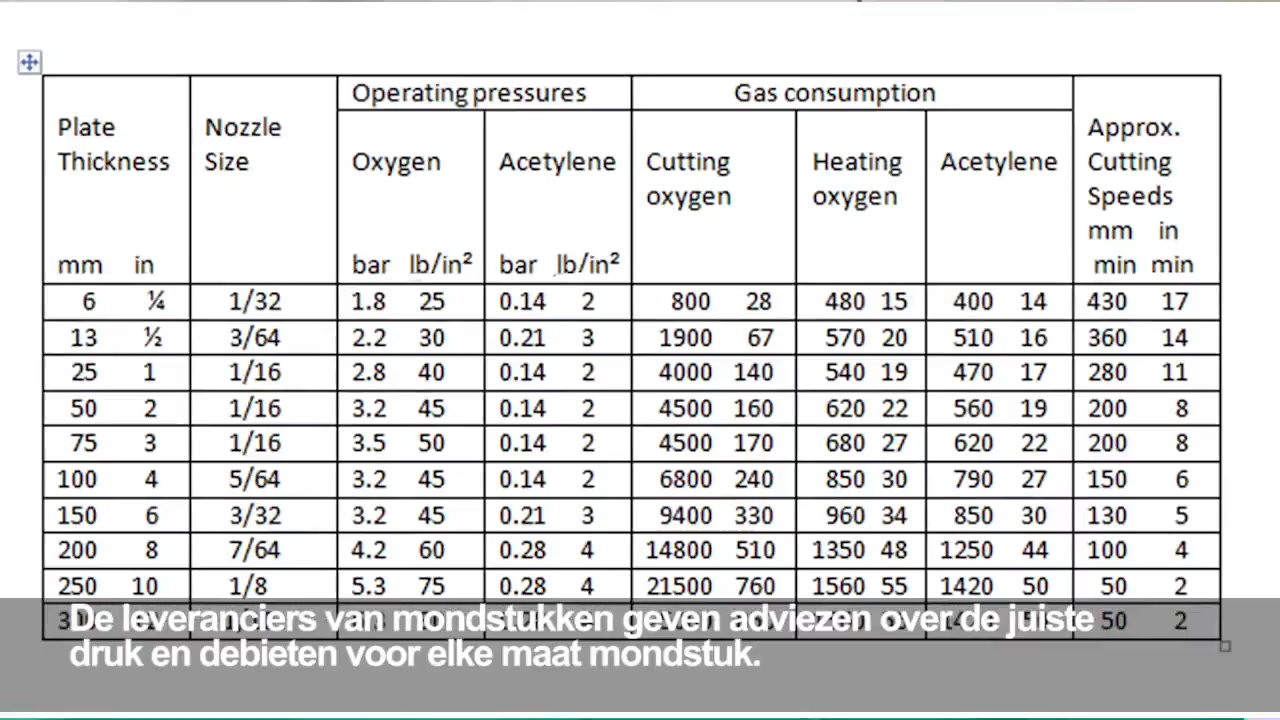 Operating pressures Gas consumption
Plate Nozzle Approx.
Thickness Size Oxygen Acetylene Cutting Heating Acetylene Cutting
oxygen oxygen Speeds
mm in
mm in bar lb/in² bar lb/in² min min
6 ¼ 1/32 1.8 25 0.14 2 800 28 480 15 400 14 430 17
13 ½ 3/64 2.2 30 0.21 3 1900 67 570 20 510 16 360 14
25 1 1/16 2.8 40 0.14 2 4000 140 540 19 470 17 280 11
50 2 1/16 3.2 45 0.14 2 4500 160 620 22 560 19 200 8
75 3 1/16 3.5 50 0.14 2 4500 170 680 27 620 22 200 8
100 4 5/64 3.2 45 0.14 2 6800 240 850 30 790 27 150 6
150 6 3/32 3.2 45 0.21 3 9400 330 960 34 850 30 130 5
200 8 7/64 4.2 60 0.28 4 14800 510 1350 48 1250 44 100 4
250 10 1/8 5.3 75 0.28 4 21500 760 1560 55 1420 50 50 2
50 2
De leveranciers van mondstukken geven adviezen over de juiste
druk en debieten voor elke maat mondstuk.